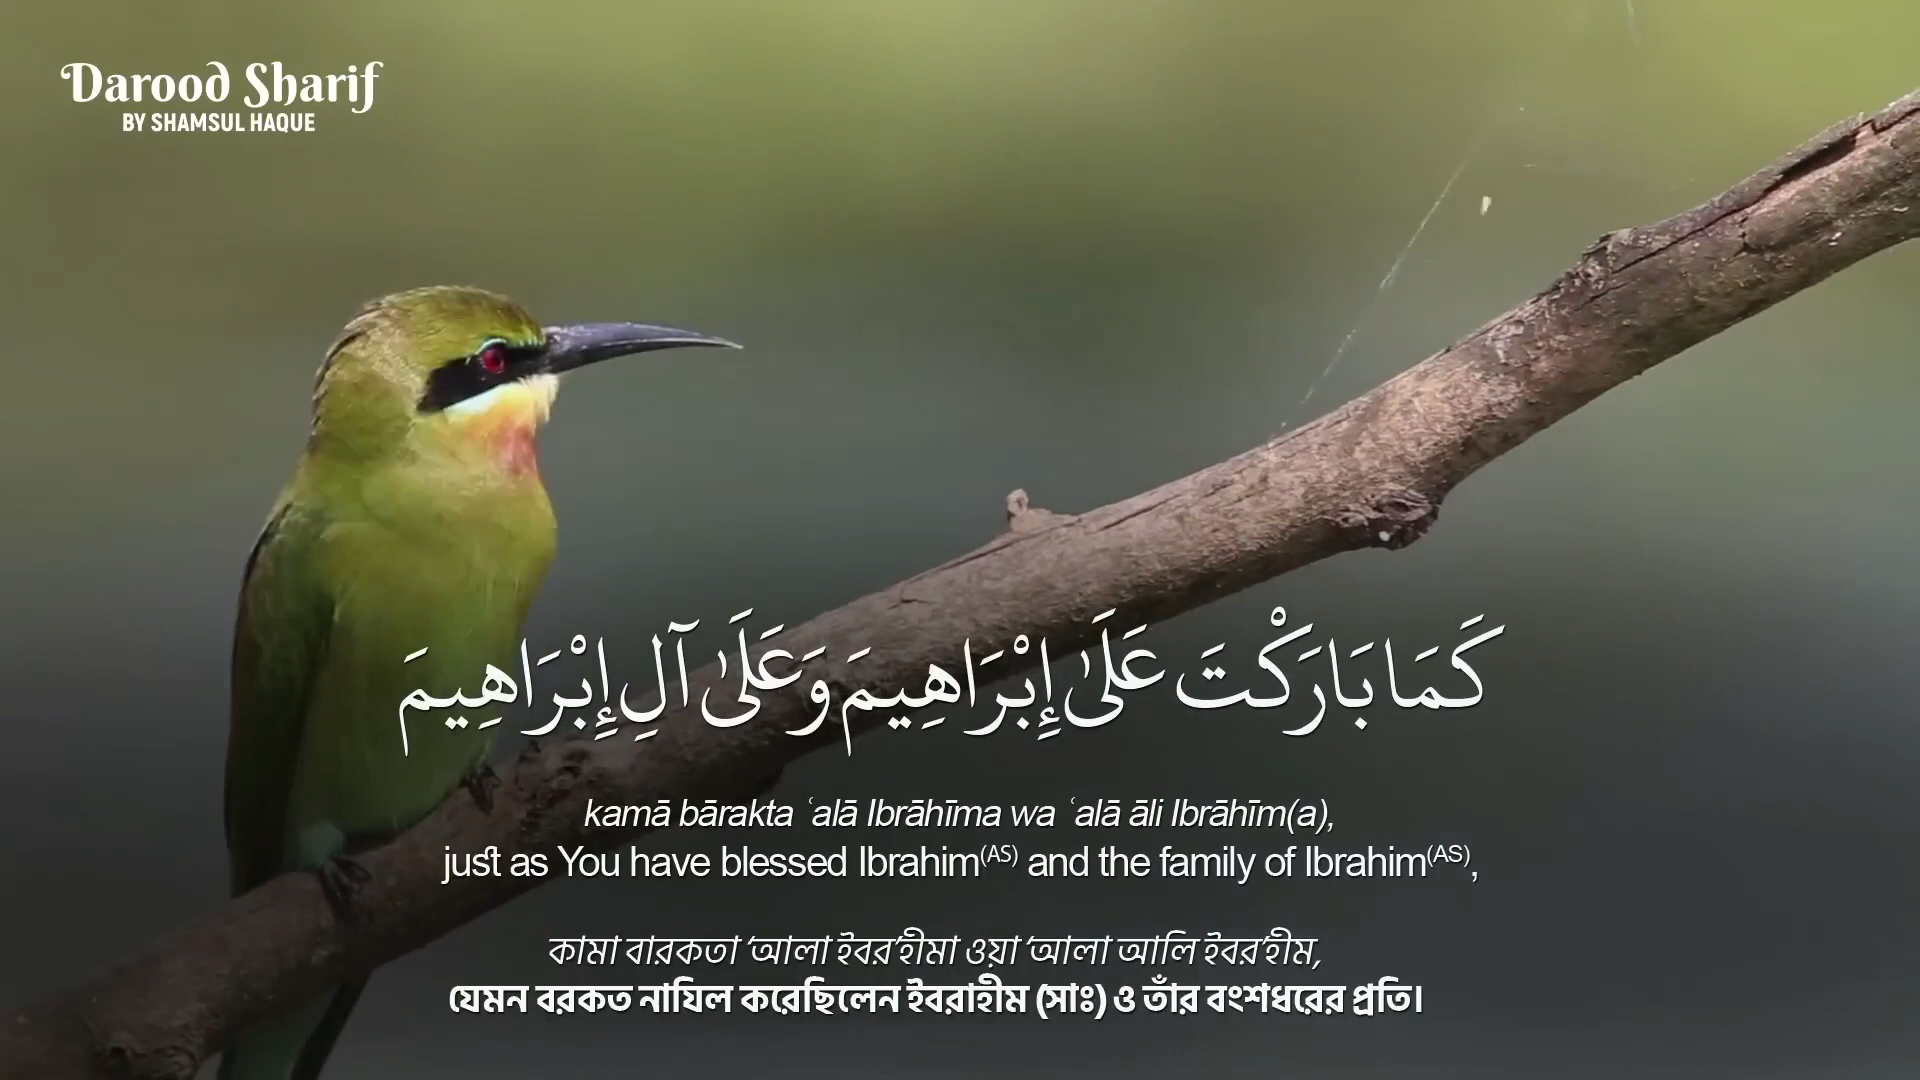 Darood Sharif
BY SHAMSUL HAQUE
كَمَا بَارَكْتَ عَلَىٰ إِبْرَاهِيمَ وَعَلَىٰ آلِ إِبْرَاهِيمَ
kamā bārakta ʿalā Ibrāhīma wa ʿalā āli Ibrāhīm(a),
just as You have blessed Ibrahim(AS) and the family of Ibrahim(AS),
কামা বারকতা ‘আলা ইবর’হীমা ওয়া ‘আলা আলি ইবর’হীম,
যেমন বরকত নাযিল করেছিলেন ইবরাহীম (সাঃ) ও তাঁর বংশধরের প্রতি।